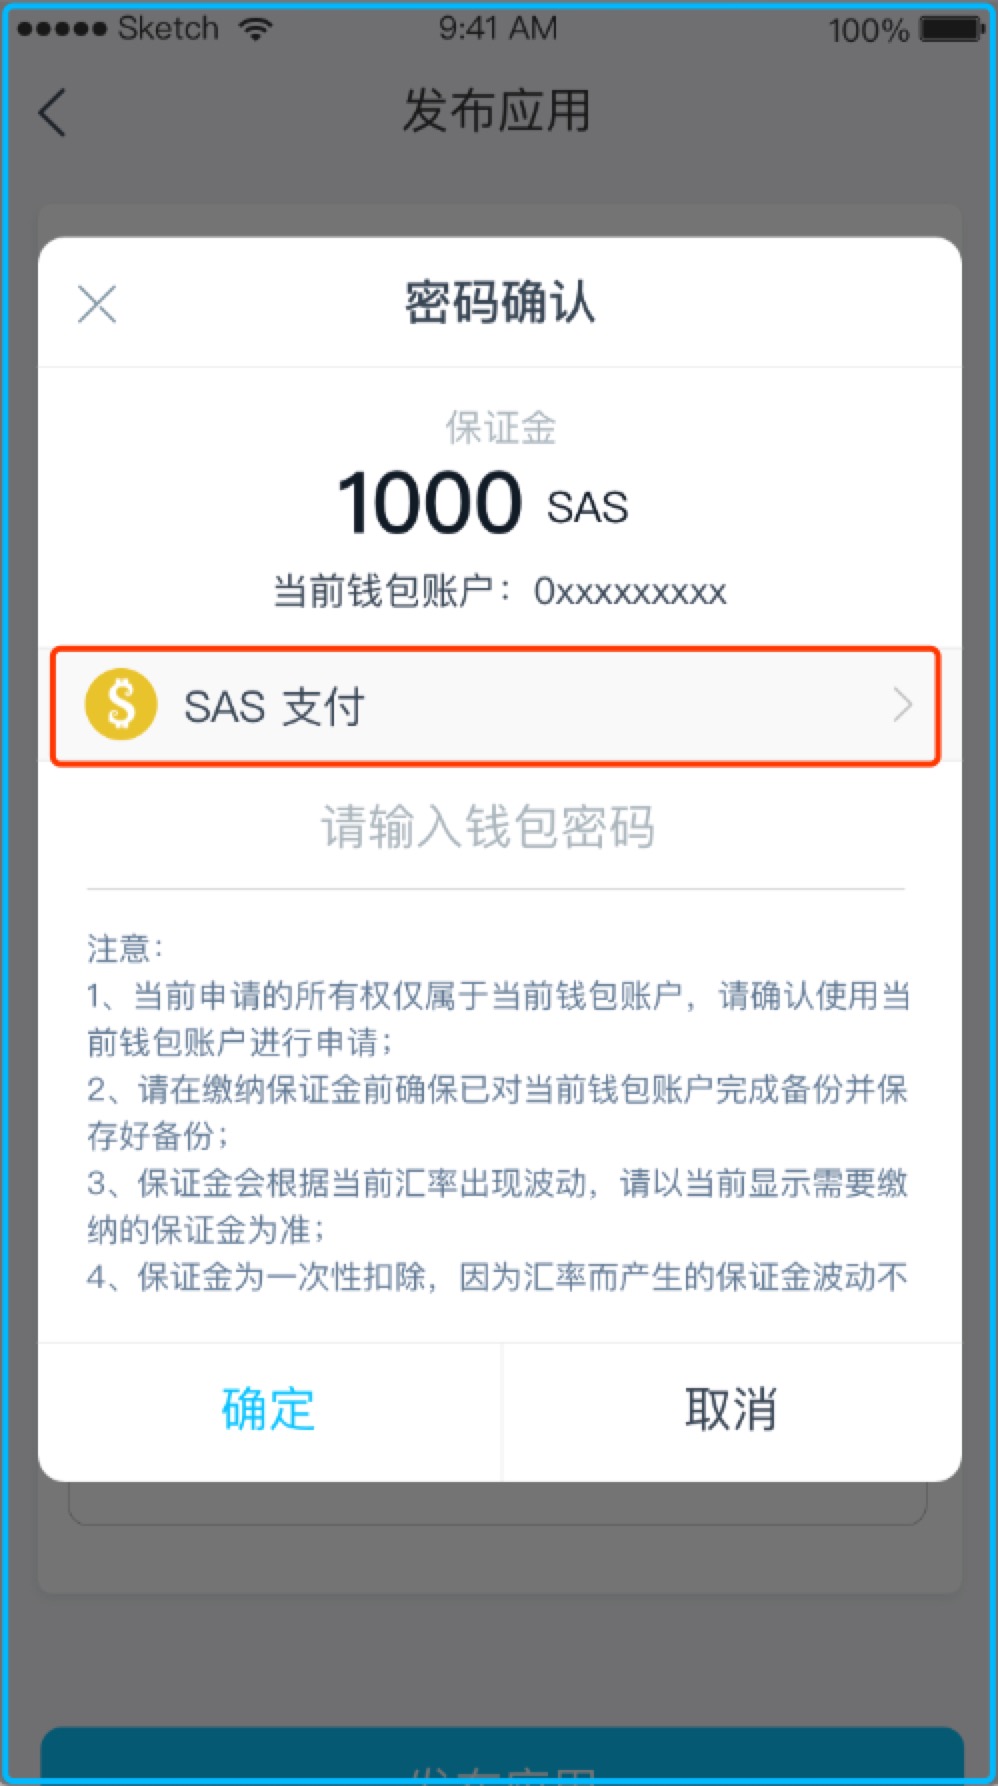 Sketch 9:41 AM 100%
发布应用
密码确认
保证金
1000 SAS
当前钱包账户：0xxxxxxxxx
SAS 支付
请输入钱包密码
注意：
1、当前申请的所有权仅属于当前钱包账户，请确认使用当
前钱包账户进行申请；
2、请在缴纳保证金前确保已对当前钱包账户完成备份并保
存好备份；
3、保证金会根据当前汇率出现波动，请以当前显示需要缴
纳的保证金为准；
4、保证金为一次性扣除，因为汇率而产生的保证金波动不
确定 取消
发布应用